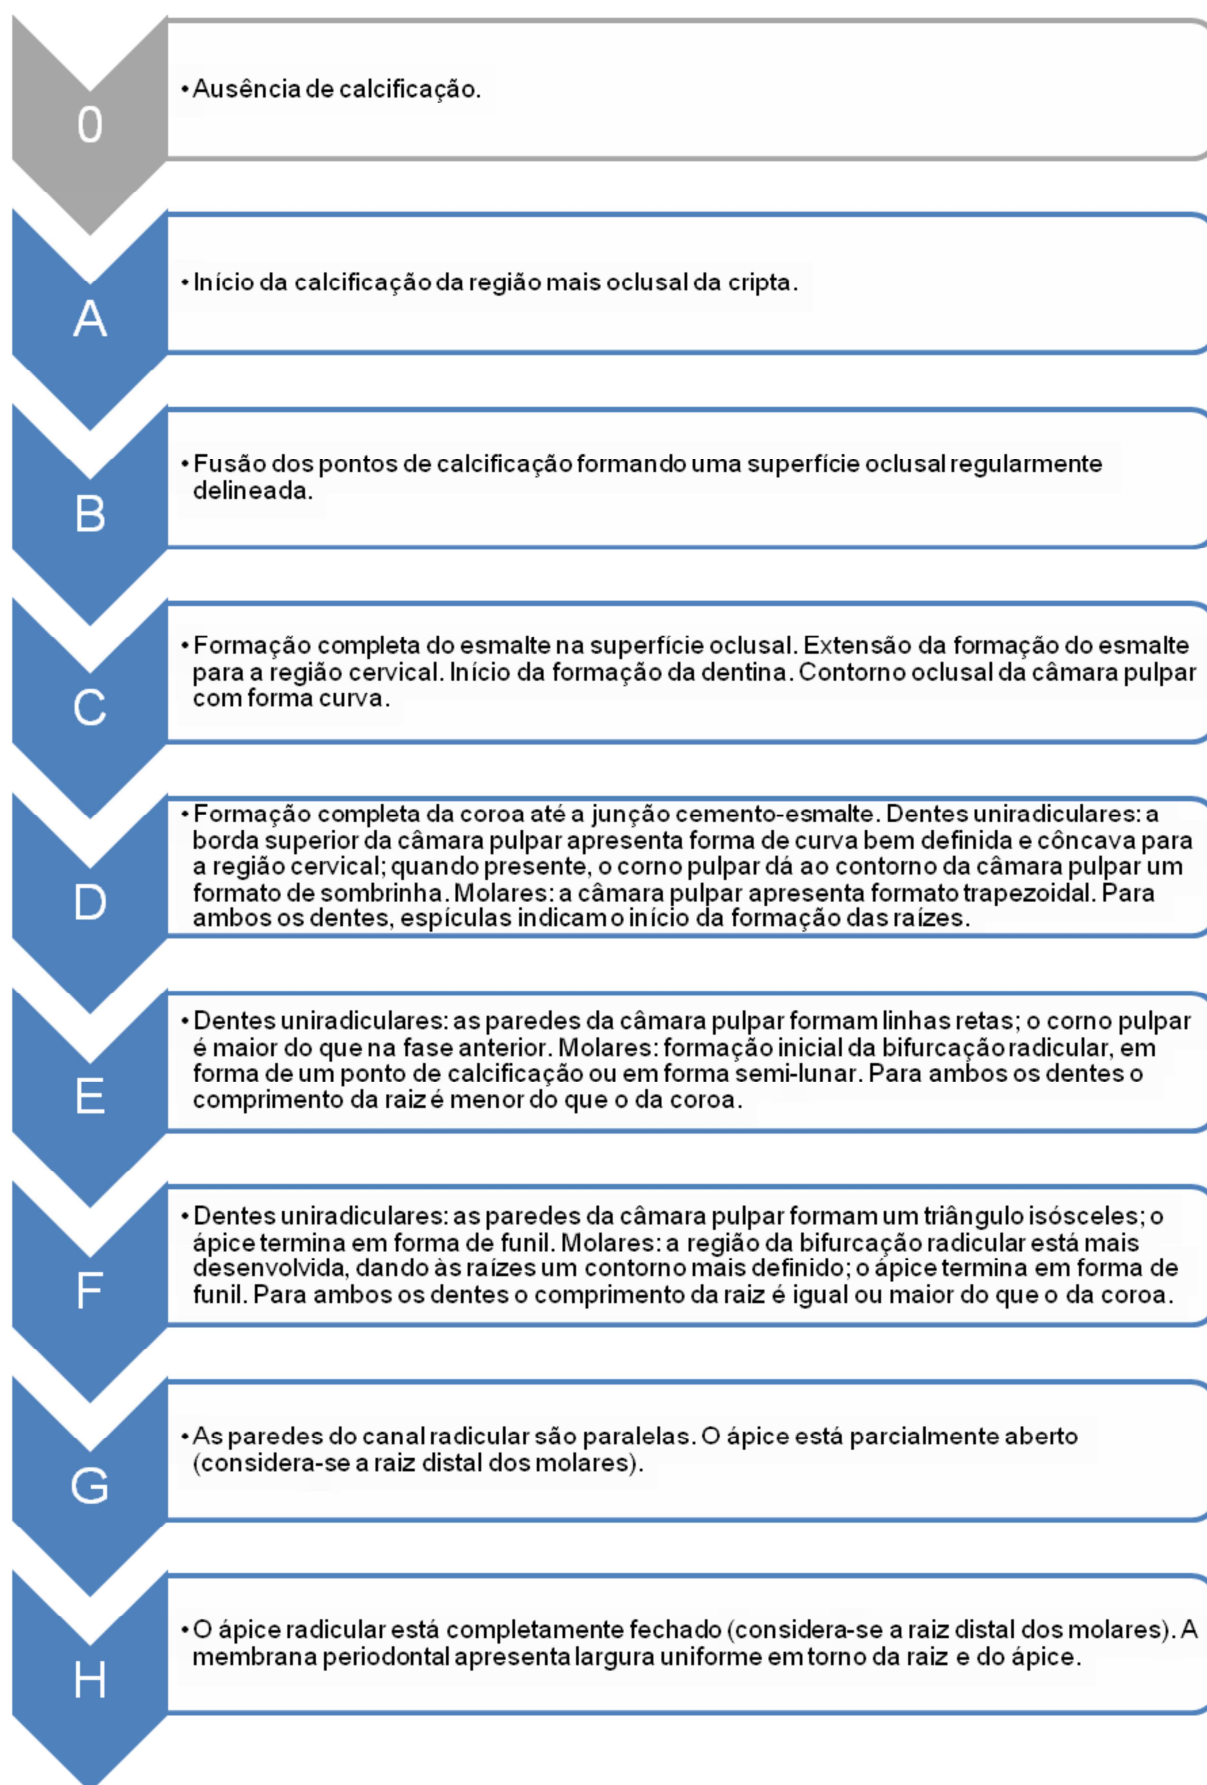 0
• Ausência de calcificação.
A
• Início da calcificação da região mais oclusal da cripta.
B
• Fusão dos pontos de calcificação formando uma superfície oclusal regularmente
delineada.
C
• Formação completa do esmalte na superfície oclusal. Extensão da formação do esmalte
para a região cervical. Início da formação da dentina. Contorno oclusal da câmara pulpar
com forma curva.
D
• Formação completa da coroa até a junção cemento-esmalte. Dentes uniradiculares: a
borda superior da câmara pulpar apresenta forma de curva bem definida e côncava para
a região cervical; quando presente, o corno pulpar dá ao contorno da câmara pulpar um
formato de sombrinha. Molares: a câmara pulpar apresenta formato trapezoidal. Para
ambos os dentes, espículas indicam o início da formação das raízes.
E
• Dentes uniradiculares: as paredes da câmara pulpar formam linhas retas; o corno pulpar
é maior do que na fase anterior. Molares: formação inicial da bifurcação radicular, em
forma de um ponto de calcificação ou em forma semi-lunar. Para ambos os dentes o
comprimento da raiz é menor do que o da coroa.
F
• Dentes uniradiculares: as paredes da câmara pulpar formam um triângulo isósceles; o
ápice termina em forma de funil. Molares: a região da bifurcação radicular está mais
desenvolvida, dando às raízes um contorno mais definido; o ápice termina em forma de
funil. Para ambos os dentes o comprimento da raiz é igual ou maior do que o da coroa.
G
• As paredes do canal radicular são paralelas. O ápice está parcialmente aberto
(considera-se a raiz distal dos molares).
H
• O ápice radicular está completamente fechado (considera-se a raiz distal dos molares). A
membrana periodontal apresenta largura uniforme em torno da raiz e do ápice.